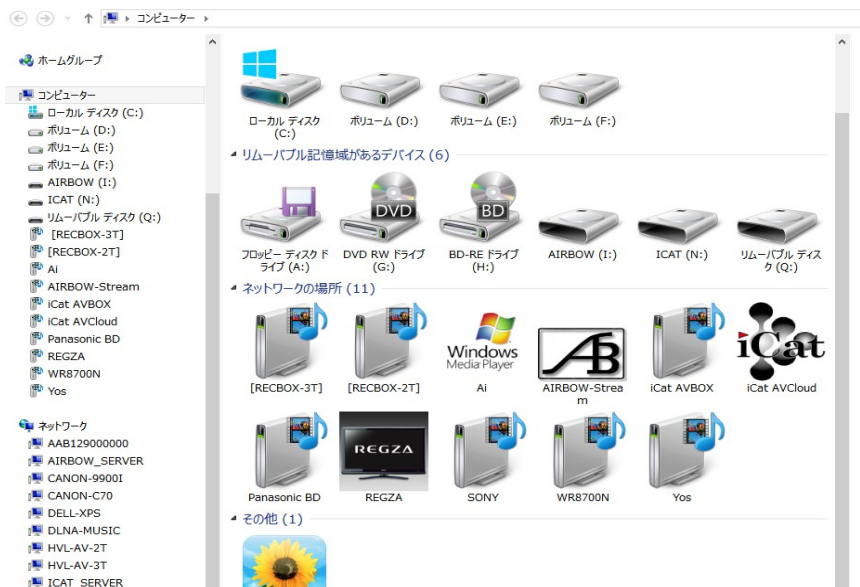 コンピューター
ホームグループ
コンピューター
ローカル ディスク (C:)
ボリューム (D:)
ボリューム (E:)
ボリューム (F:)
AIRBOW (I:)
ICAT (N:)
リムーバブル ディスク (Q:)
[RECBOX-3T]
[RECBOX-2T]
Ai
AIRBOW-Stream
iCat AVBOX
iCat AVCloud
Panasonic BD
REGZA
WR8700N
Yos
ネットワーク
AAB129000000
AIRBOW_SERVER
CANON-9900I
CANON-C70
DELL-XPS
DLNA-MUSIC
HVL-AV-2T
HVL-AV-3T
ICAT_SERVER
ローカル ディスク
(C:)
ボリューム (D:)
ボリューム (E:)
ボリューム (F:)
リムーバブル記憶域があるデバイス (6)
DVD
BD
フロッピー ディスク ド
ライブ (A:)
DVD RW ドライブ
(G:)
BD-RE ドライブ
(H:)
AIRBOW (I:)
ICAT (N:)
リムーバブル ディス
ク (Q:)
ネットワークの場所 (11)
Windows
Media Player
AB
iCat
[RECBOX-3T]
[RECBOX-2T]
Ai
AIRBOW-Strea
m
iCat AVBOX
iCat AVCloud
REGZA
Panasonic BD
REGZA
SONY
WR8700N
Yos
その他 (1)